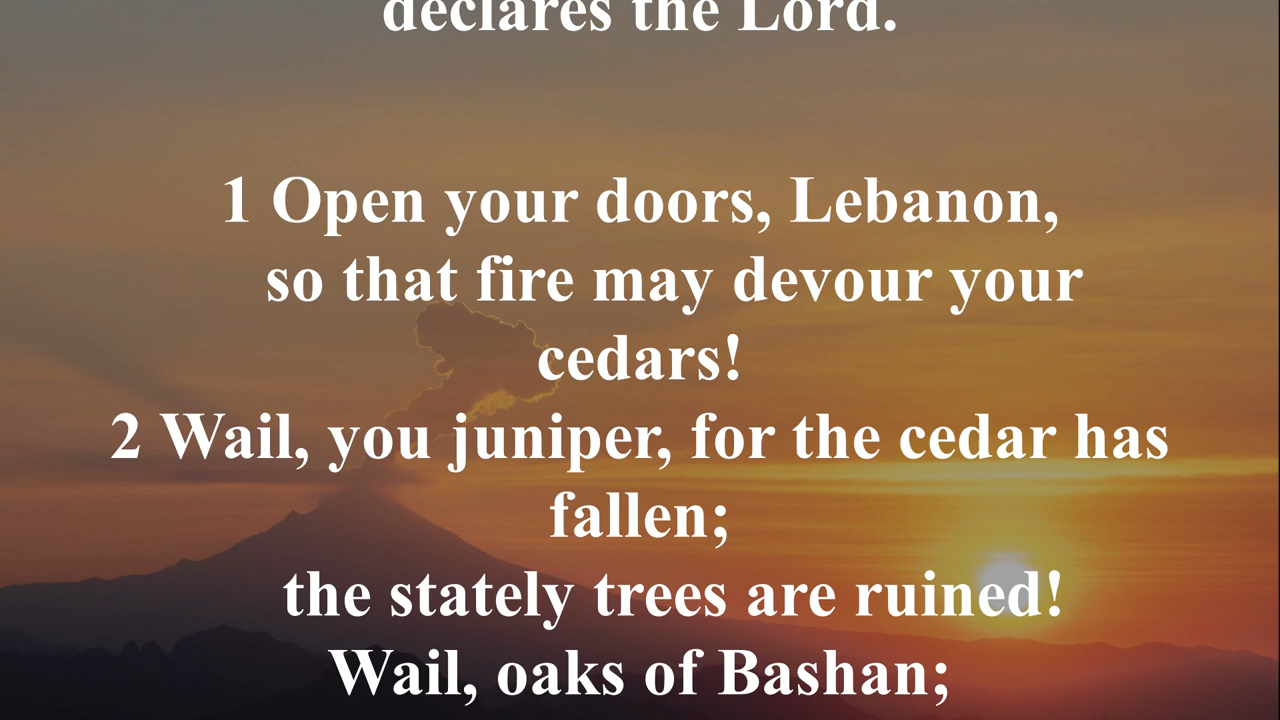 declares the Lord.
1 Open your doors, Lebanon,
so that fire may devour your
cedars!
2 Wail, you juniper, for the cedar has
fallen;
the stately trees are ruined!
Wail, oaks of Bashan;